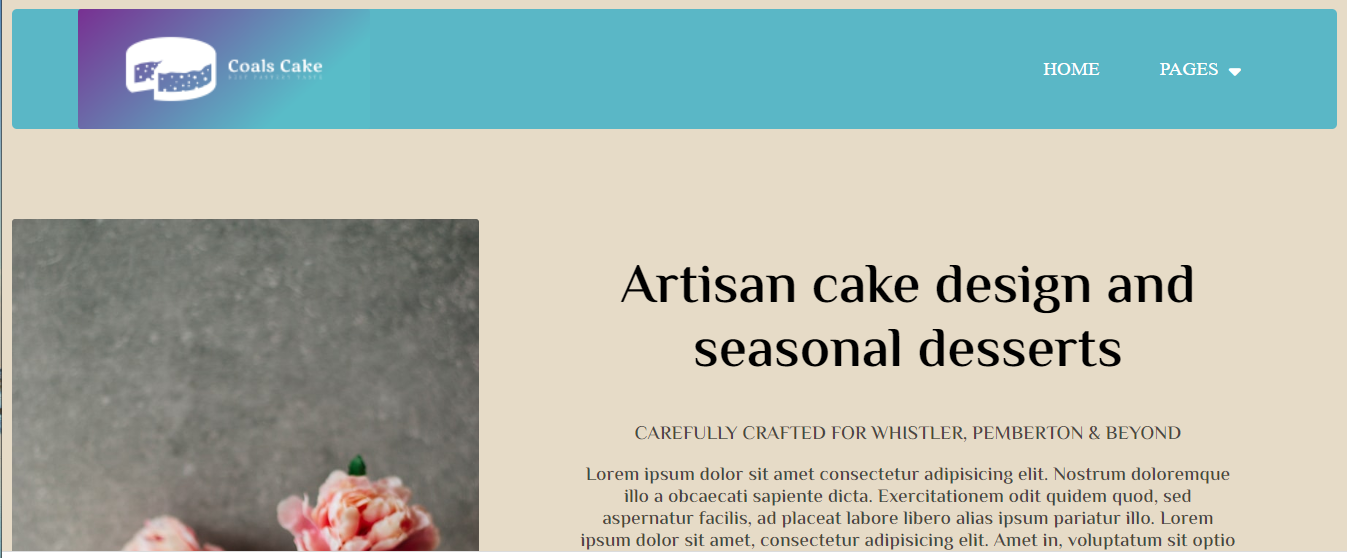 Coals Cake
HOME
PAGES
Artisan cake design and
seasonal desserts
CAREFULLY CRAFTED FOR WHISTLER, PEMBERTON & BEYOND
Lorem ipsum dolor sit amet consectetur adipisicing elit. Nostrum doloremque
illo a obcaecati sapiente dicta. Exercitationem odit quidem quod, sed
aspernatur facilis, ad placeat labore libero alias ipsum pariatur illo. Lorem
ipsum dolor sit amet, consectetur adipisicing elit. Amet in, voluptatum sit optio